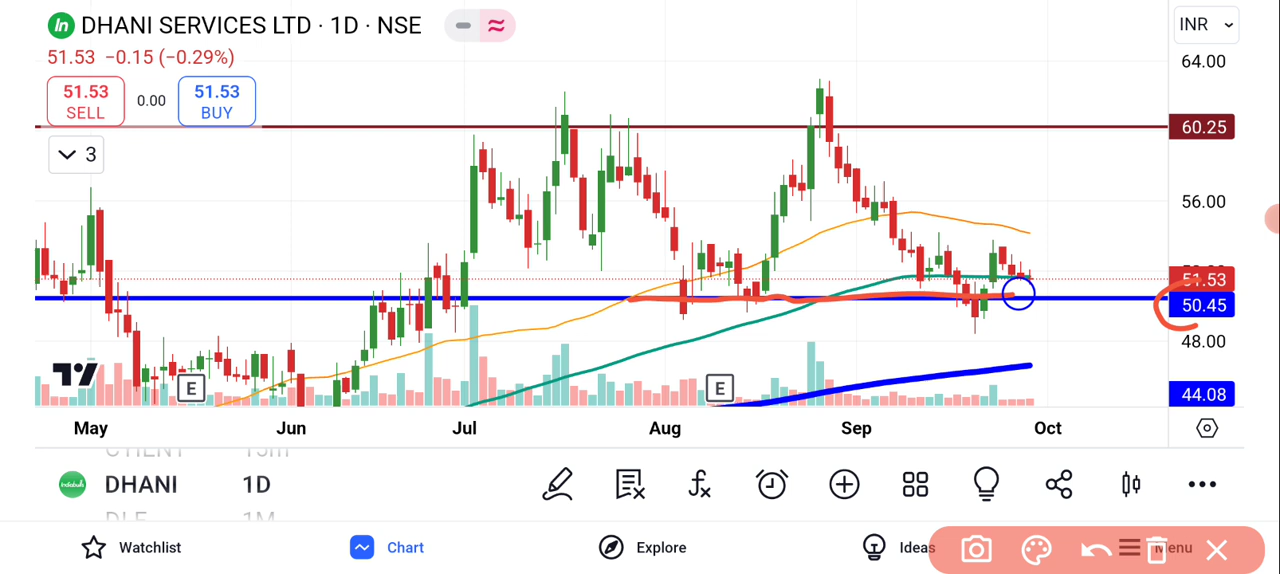 DHANI SERVICES LTD · 1D · NSE
INR
51.53 −0.15 (−0.29%)
64.00
51.53
SELL
0.00
51.53
BUY
60.25
3
56.00
51.53
50.45
48.00
E
E
44.08
May Jun Jul Aug Sep Oct
DHANI 1D
Watchlist Chart Explore Ideas Menu